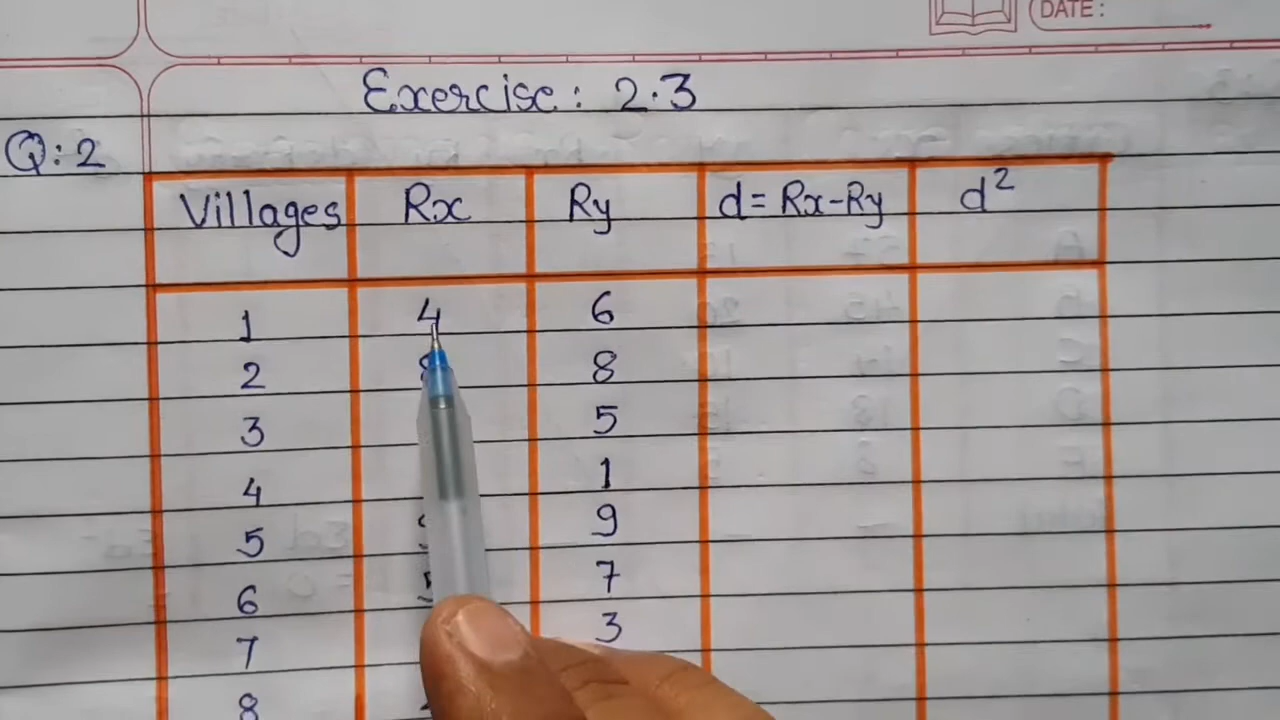 DATE :
Exercise : 2.3
Q:2
Villages Rx Ry d = Rx-Ry d²
1 4 6
2 8
3 5
4 1
5 9
6 7
7 3
8